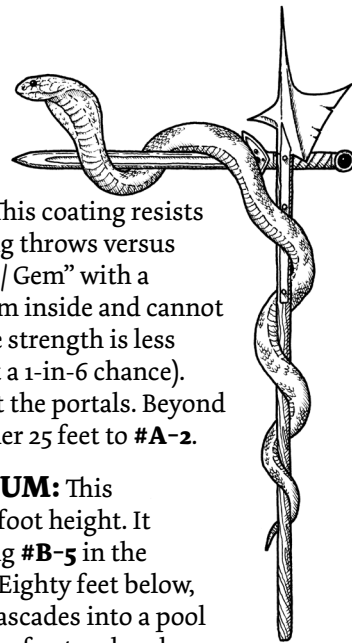 This coating resists
g throws versus
/ Gem” with a
m inside and cannot
e strength is less
a 1-in-6 chance).
t the portals. Beyond
her 25 feet to #A-2.
UM: This
foot height. It
g #B-5 in the
Eighty feet below,
ascades into a pool